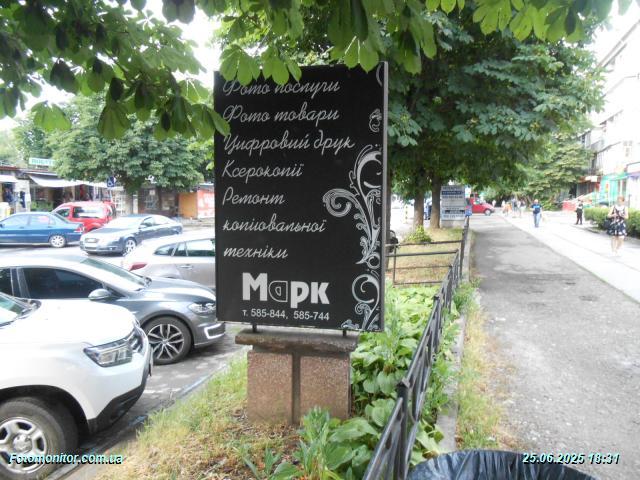 Фото послуги
Фото товари
Цифровий друк
Ксерокопії
Ремонт
копіювальної
техніки
Марк
т. 585-844, 585-744
Fotomonitor.com.ua
25.06.2025 18:31